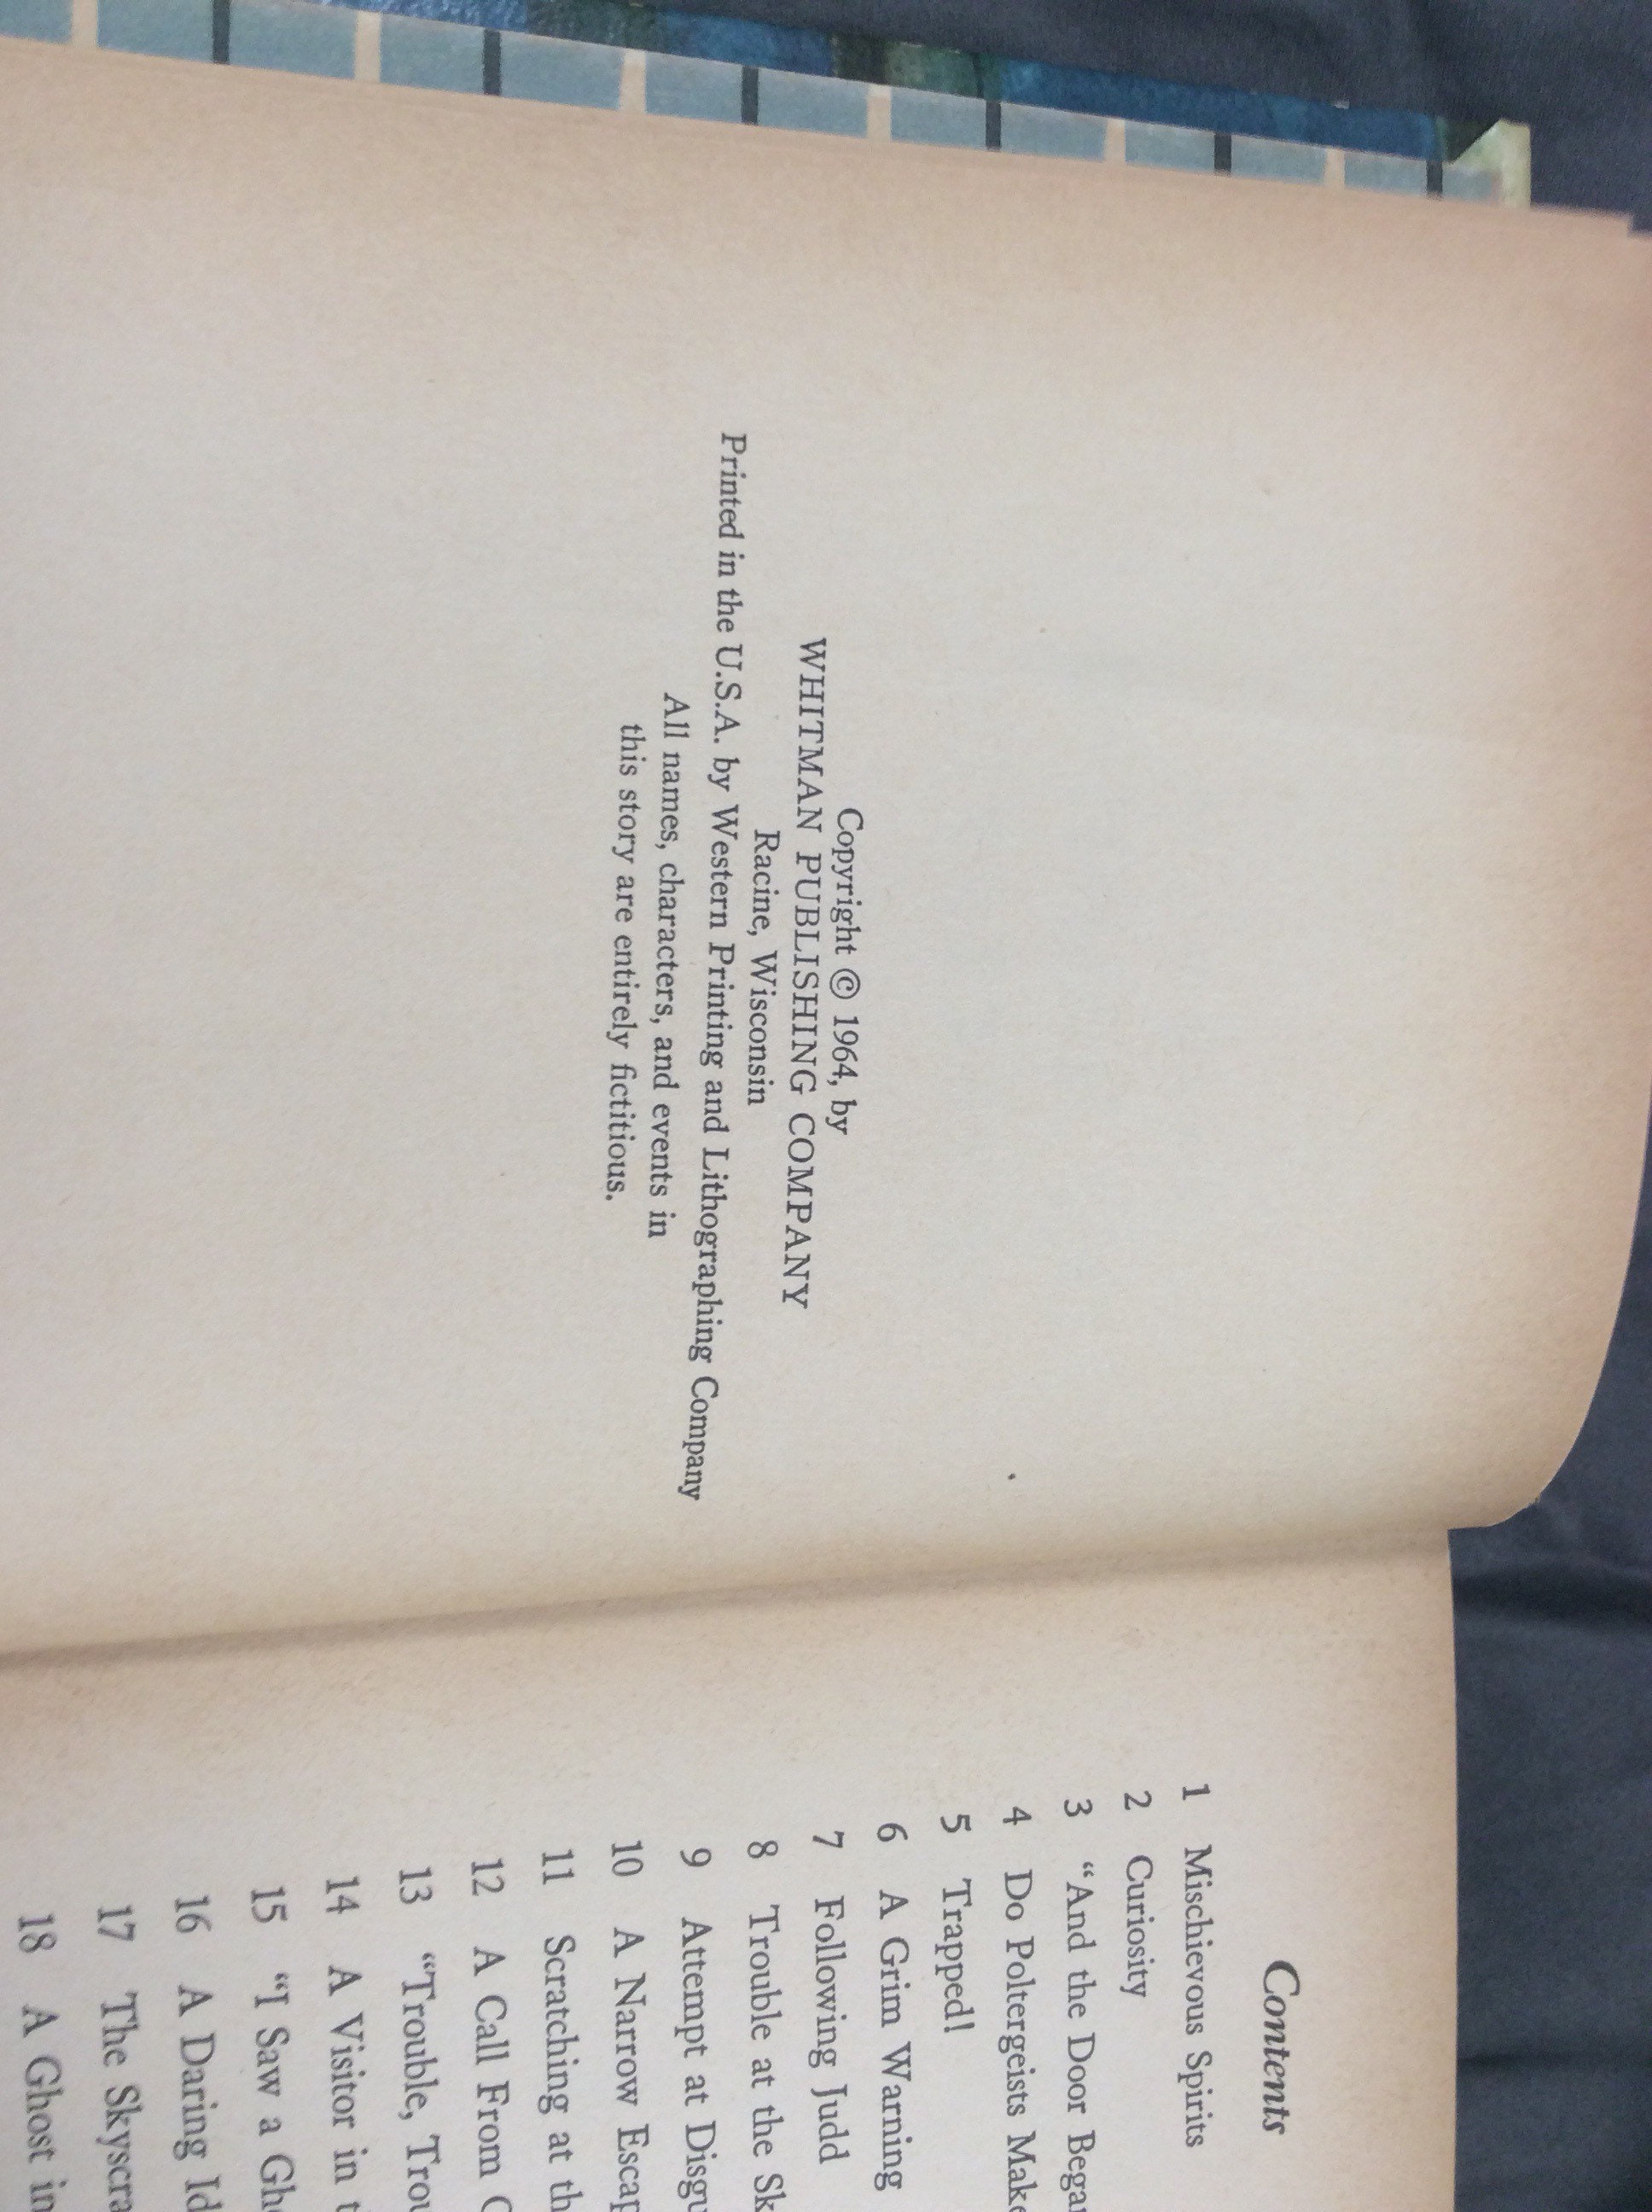 Copyright © 1964, by
WHITMAN PUBLISHING COMPANY
Racine, Wisconsin
Printed in the U.S.A. by Western Printing and Lithographing Company
All names, characters, and events in
this story are entirely fictitious.
Contents
1 Mischievous Spirits
2 Curiosity
3 "And the Door
4 Do Poltergeists
5 Trapped!
6 A Grim Warning
7 Following Judd
8 Trouble at the
9 Attempt at
10 A Narrow
11 Scratching at
12 A Call From
13 "Trouble,
14 A Visitor in
15 "I Saw a
16 A Daring
17 The
18 A Ghost